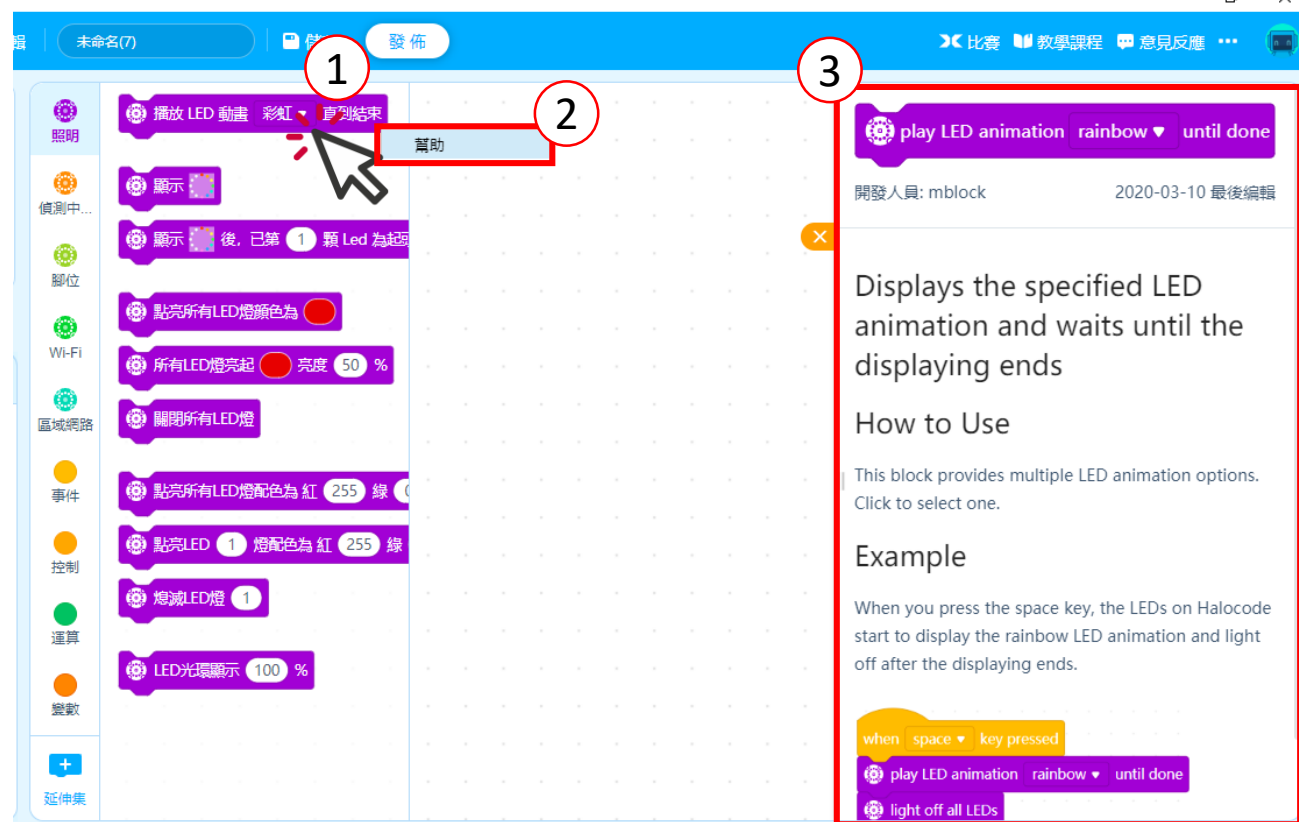 輯
未命名(7)
儲
發佈
比賽
教學課程
意見反應
1
2
3
照明
偵測中...
腳位
Wi-Fi
區域網路
事件
控制
運算
變數
延伸集
播放 LED 動畫 彩虹 直到結束
幫助
顯示
顯示 後, 已第 1 顆 Led 為起
點亮所有LED燈顏色為
所有LED燈亮起 亮度 50 %
關閉所有LED燈
點亮所有LED燈配色為 紅 255 綠
點亮LED 1 燈配色為 紅 255 綠
熄滅LED燈 1
LED光環顯示 100 %
play LED animation rainbow until done
開發人員: mblock
2020-03-10 最後編輯
Displays the specified LED
animation and waits until the
displaying ends
How to Use
This block provides multiple LED animation options.
Click to select one.
Example
When you press the space key, the LEDs on Halocode
start to display the rainbow LED animation and light
off after the displaying ends.
when space key pressed
play LED animation rainbow until done
light off all LEDs